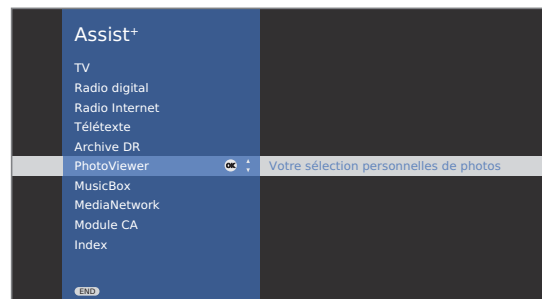 Assist+
TV
Radio digital
Radio Internet
Télétexte
Archive DR
PhotoViewer OK Votre sélection personnelles de photos
MusicBox
MediaNetwork
Module CA
Index
END